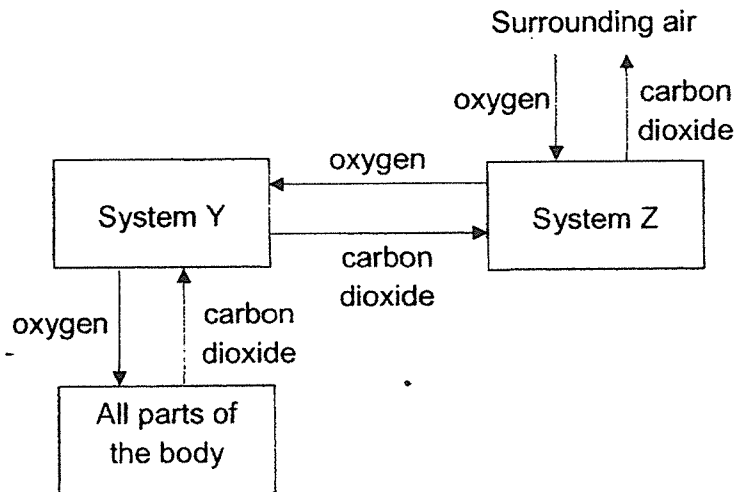 Surrounding air
oxygen
carbon
dioxide
oxygen
System Y
System Z
carbon
dioxide
oxygen
carbon
dioxide
All parts of
the body